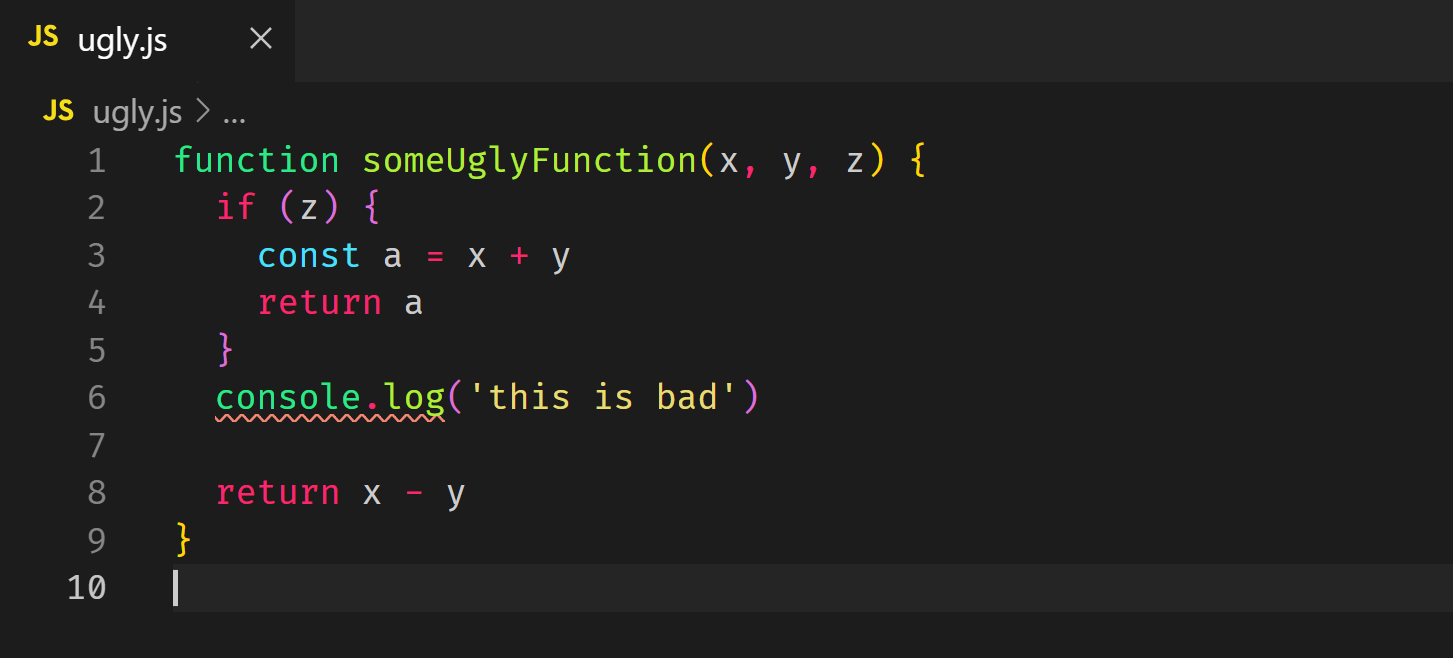 JS ugly.js ×
JS ugly.js > ...
1 function someUglyFunction(x, y, z) {
2   if (z) {
3     const a = x + y
4     return a
5   }
6   console.log('this is bad')
7
8   return x - y
9 }
10